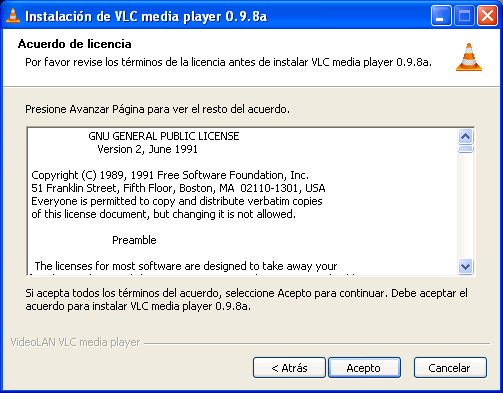 Instalación de VLC media player 0.9.8a
Acuerdo de licencia
Por favor revise los términos de la licencia antes de instalar VLC media player 0.9.8a.
Presione Avanzar Página para ver el resto del acuerdo.
GNU GENERAL PUBLIC LICENSE
Version 2, June 1991
Copyright (C) 1989, 1991 Free Software Foundation, Inc.
51 Franklin Street, Fifth Floor, Boston, MA 02110-1301, USA
Everyone is permitted to copy and distribute verbatim copies
of this license document, but changing it is not allowed.
Preamble
The licenses for most software are designed to take away your
Si acepta todos los términos del acuerdo, seleccione Acepto para continuar. Debe aceptar el
acuerdo para instalar VLC media player 0.9.8a.
VideoLAN VLC media player
< Atrás
Acepto
Cancelar